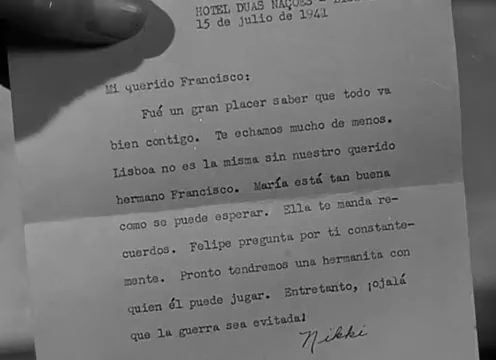 HOTEL DUAS NAÇOES -
15 de julio de 1941
Mi querido Francisco:
Fué un gran placer saber que todo va
bien contigo. Te echamos mucho de menos.
Lisboa no es la misma sin nuestro querido
hermano Francisco. María está tan buena
como se puede esperar. Ella te manda re-
cuerdos. Felipe pregunta por ti constante-
mente. Pronto tendremos una hermanita con
quien él puede jugar. Entretanto, ¡ojalá
que la guerra sea evitada!
Nikki